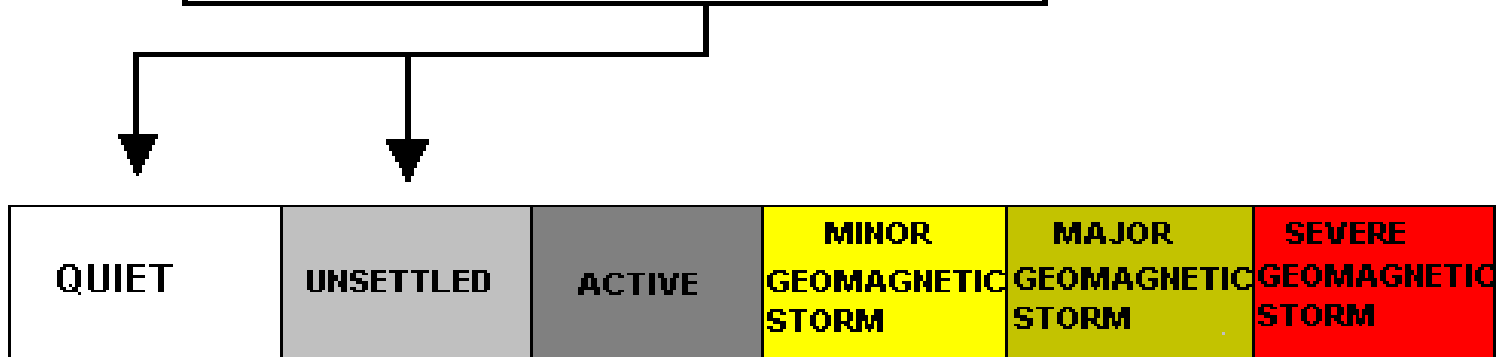 QUIET
UNSETTLED
ACTIVE
MINOR
GEOMAGNETIC
STORM
MAJOR
GEOMAGNETIC
STORM
SEVERE
GEOMAGNETIC
STORM